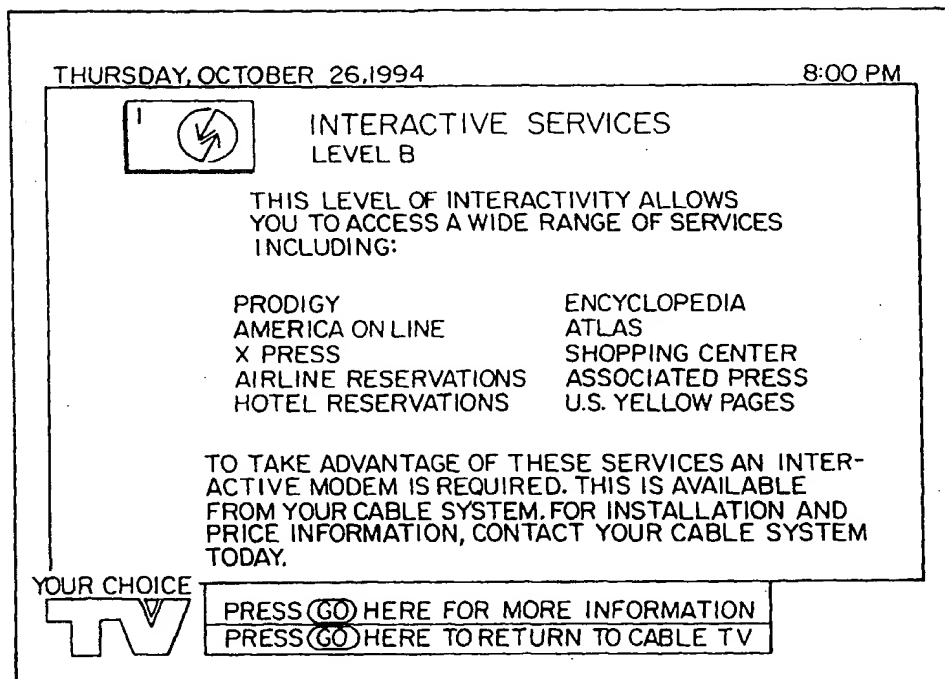 THURSDAY, OCTOBER 26, 1994 8:00 PM
1
INTERACTIVE SERVICES
LEVEL B
THIS LEVEL OF INTERACTIVITY ALLOWS
YOU TO ACCESS A WIDE RANGE OF SERVICES
INCLUDING:
PRODIGY ENCYCLOPEDIA
AMERICA ON LINE ATLAS
X PRESS SHOPPING CENTER
AIRLINE RESERVATIONS ASSOCIATED PRESS
HOTEL RESERVATIONS U.S. YELLOW PAGES
TO TAKE ADVANTAGE OF THESE SERVICES AN INTER-
ACTIVE MODEM IS REQUIRED. THIS IS AVAILABLE
FROM YOUR CABLE SYSTEM. FOR INSTALLATION AND
PRICE INFORMATION, CONTACT YOUR CABLE SYSTEM
TODAY.
YOUR CHOICE
TV
PRESS GO HERE FOR MORE INFORMATION
PRESS GO HERE TO RETURN TO CABLE TV